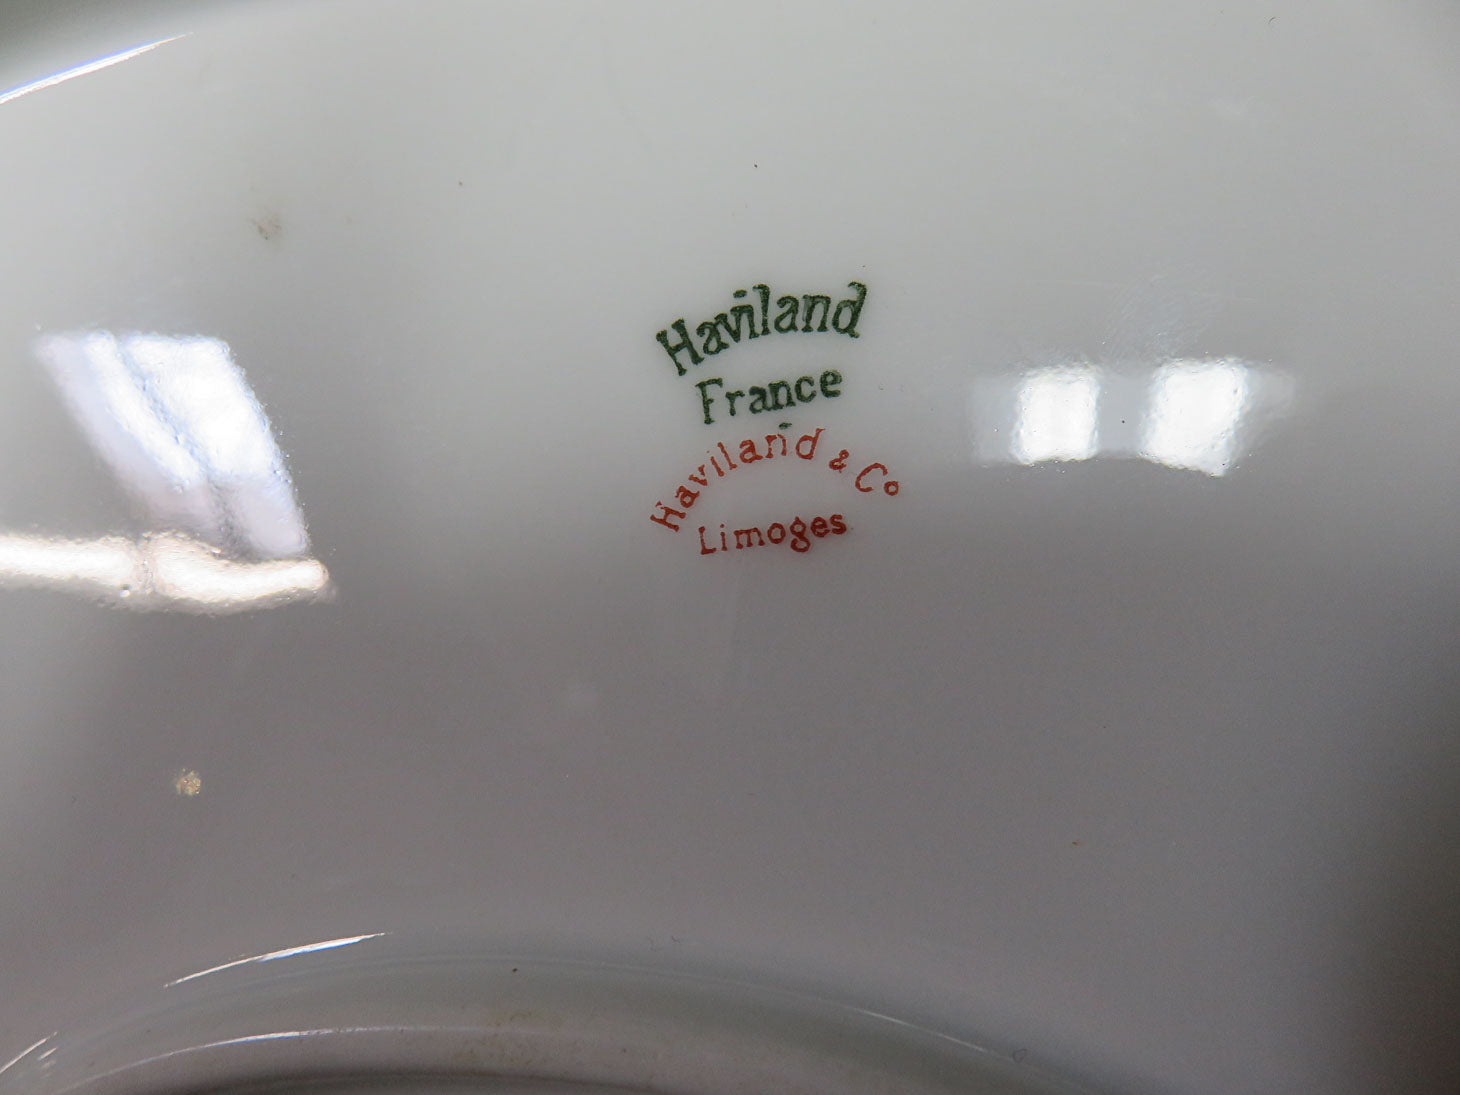 Haviland
France
Haviland & Co
Limoges